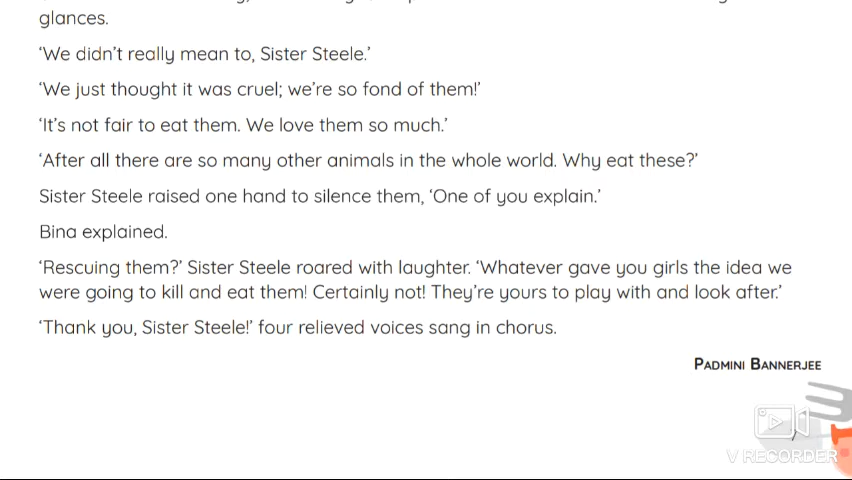 glances.
‘We didn’t really mean to, Sister Steele.’
‘We just thought it was cruel; we’re so fond of them!’
‘It’s not fair to eat them. We love them so much.’
‘After all there are so many other animals in the whole world. Why eat these?’
Sister Steele raised one hand to silence them, ‘One of you explain.’
Bina explained.
‘Rescuing them?’ Sister Steele roared with laughter. ‘Whatever gave you girls the idea we
were going to kill and eat them! Certainly not! They’re yours to play with and look after.’
‘Thank you, Sister Steele!’ four relieved voices sang in chorus.
PADMINI BANNERJEE
V RECORDER